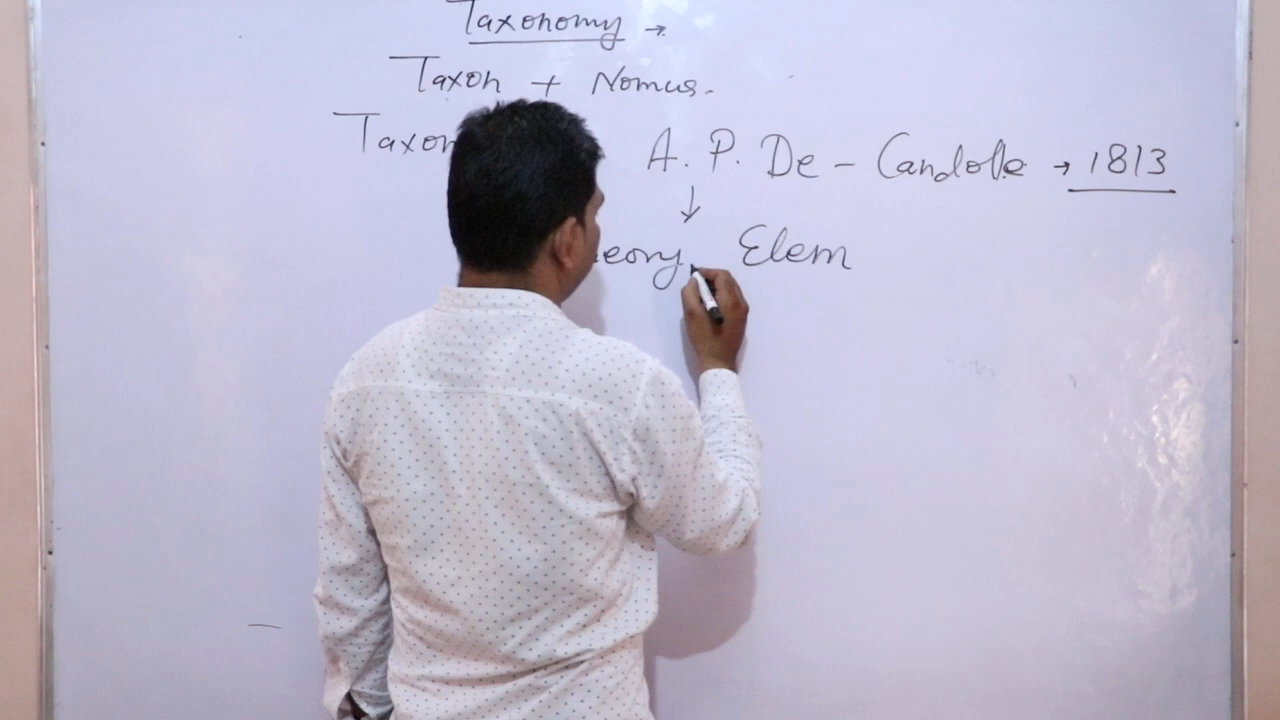 Taxonomy →
Taxon + Nomus.
Taxon A. P. De - Candolle → 1813
↓
eory Elem